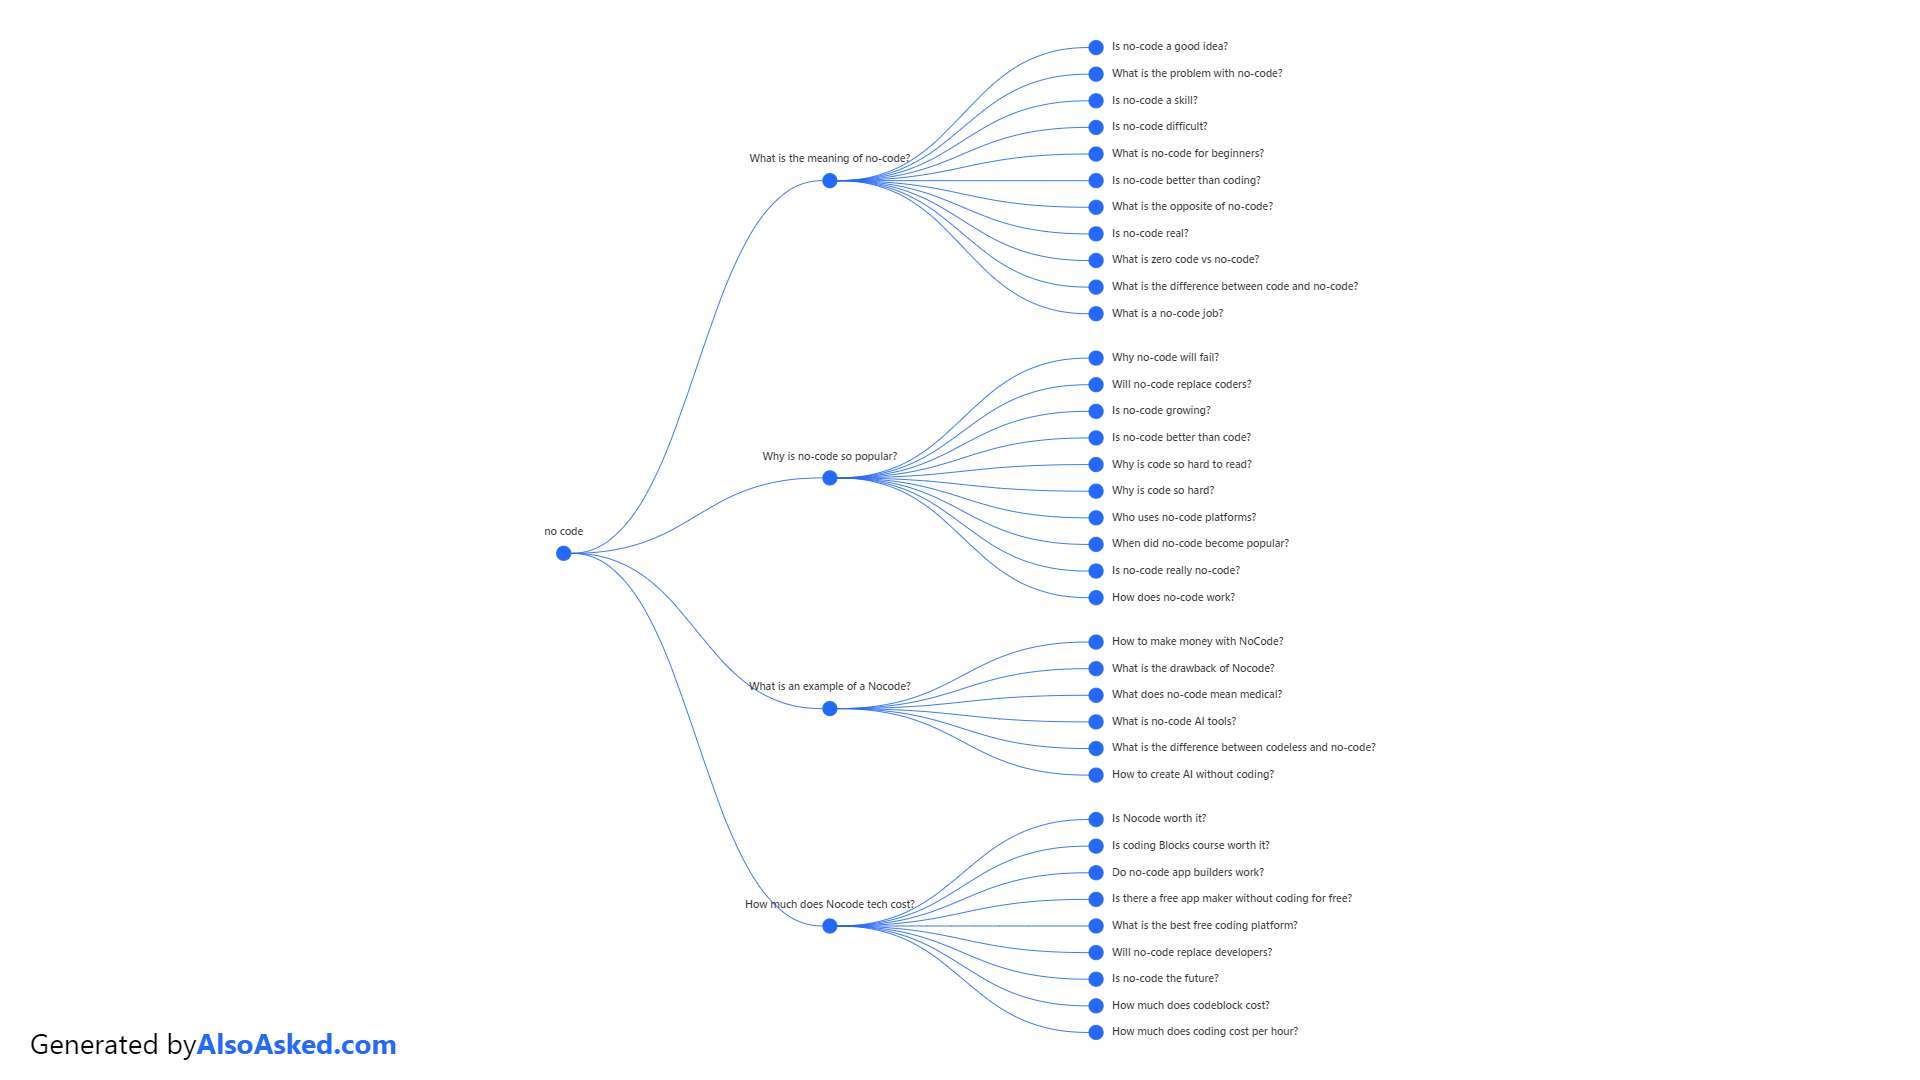 no code
What is the meaning of no-code?
Is no-code a good idea?
What is the problem with no-code?
Is no-code a skill?
Is no-code difficult?
What is no-code for beginners?
Is no-code better than coding?
What is the opposite of no-code?
Is no-code real?
What is zero code vs no-code?
What is the difference between code and no-code?
What is a no-code job?
Why is no-code so popular?
Why no-code will fail?
Will no-code replace coders?
Is no-code growing?
Is no-code better than code?
Why is code so hard to read?
Why is code so hard?
Who uses no-code platforms?
When did no-code become popular?
Is no-code really no-code?
How does no-code work?
What is an example of a Nocode?
How to make money with NoCode?
What is the drawback of Nocode?
What does no-code mean medical?
What is no-code AI tools?
What is the difference between codeless and no-code?
How to create AI without coding?
How much does Nocode tech cost?
Is Nocode worth it?
Is coding Blocks course worth it?
Do no-code app builders work?
Is there a free app maker without coding for free?
What is the best free coding platform?
Will no-code replace developers?
Is no-code the future?
How much does codeblock cost?
How much does coding cost per hour?
Generated by AlsoAsked.com